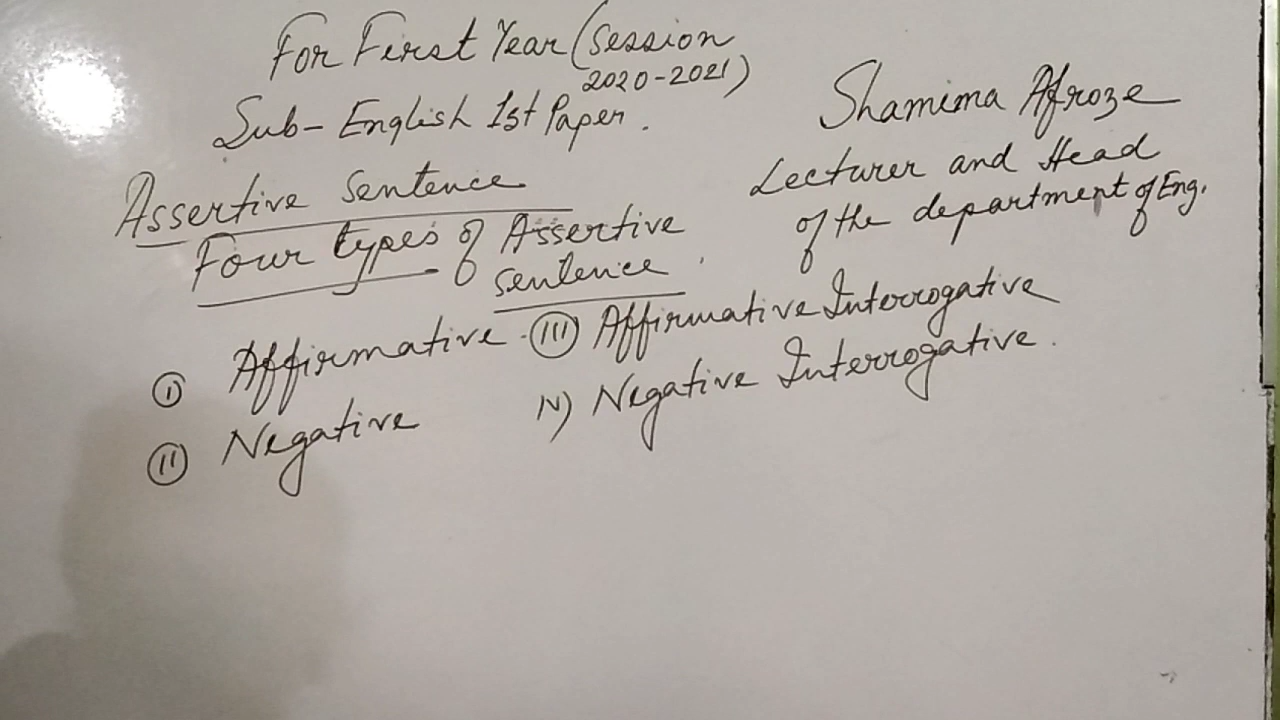 For First Year (Session
2020-2021)
Sub- English 1st Paper.
Shamima Afroze
Lecturer and Head
of the department of Eng.
Assertive Sentence
Four types of Assertive
sentence.
(i) Affirmative.
(ii) Negative
(iii) Affirmative Interrogative
iv) Negative Interrogative.